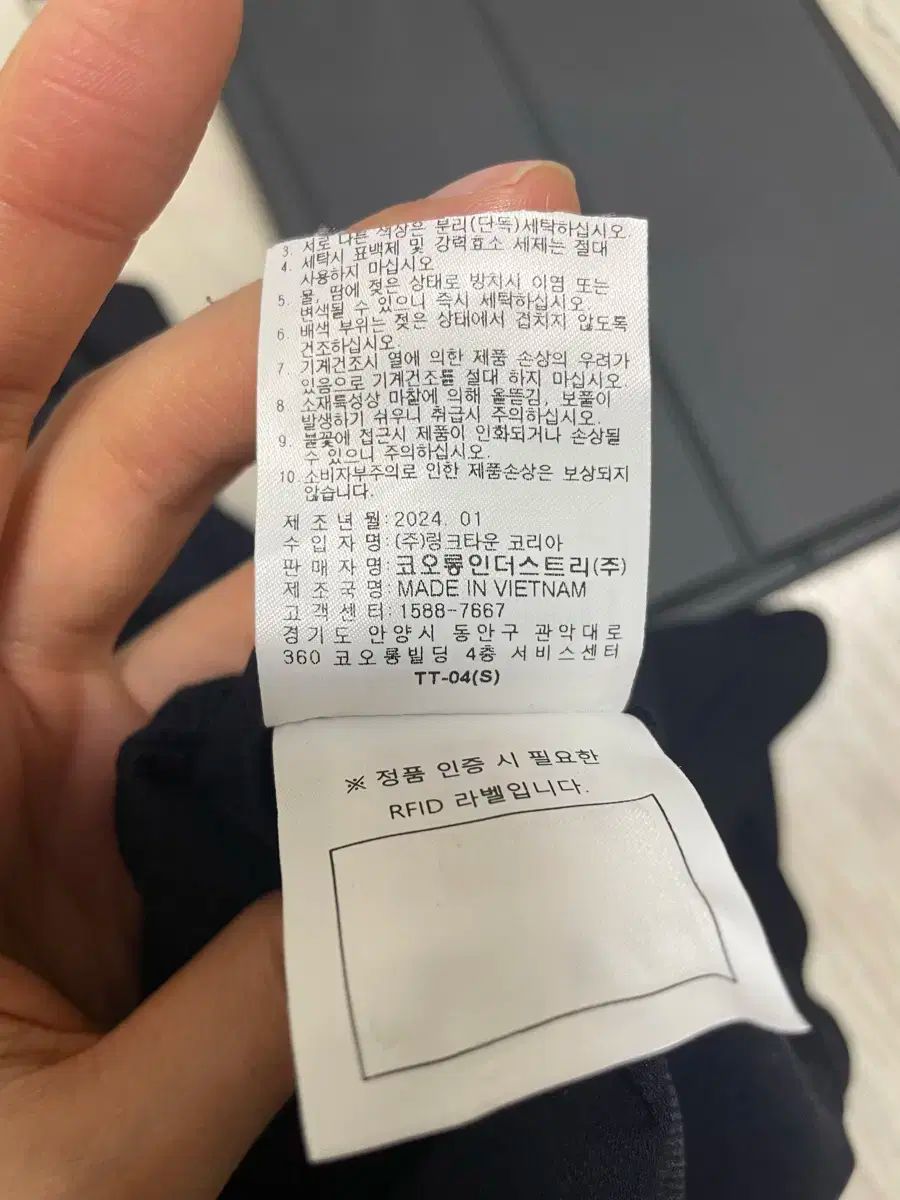 3. 서로 다른 색상은 분리(단독)세탁하십시오
4. 세탁시 표백제 및 강력효소 세제는 절대
사용하지 마십시오
5. 물, 땀에 젖은 상태로 방치시 이염 또는
변색될 수 있으니 즉시 세탁하십시오.
6 배색 부위는 젖은 상태에서 겹치지 않도록
건조하십시오.
7. 기계건조시 열에 의한 제품 손상의 우려가
있음으로 기계건조를 절대 하지 마십시오
8 소재특성상 마찰에 의해 올뜯김, 보풀이
발생하기 쉬우니 취급시 주의하십시오.
9. 불꽃에 접근시 제품이 인화되거나 손상될
수 있으니 주의하십시오.
10. 소비자부주의로 인한 제품손상은 보상되지
않습니다.
제조년월: 2024. 01
수입자명: (주)링크타운 코리아
판매자명: 코오롱인더스트리(주)
제조국명: MADE IN VIETNAM
고객센터: 1588-7667
경기도 안양시 동안구 관악대로
360 코오롱빌딩 4층 서비스센터
TT-04(S)
※ 정품 인증 시 필요한
RFID 라벨입니다.